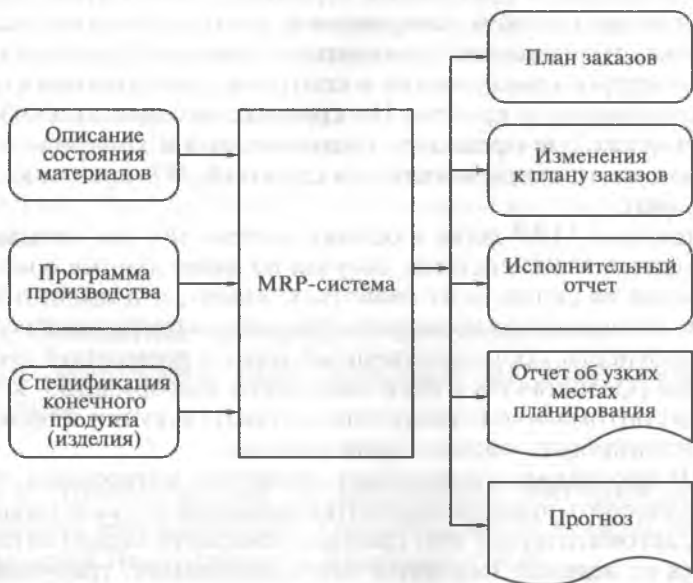 Описание
состояния
материалов
Программа
производства
Спецификация
конечного
продукта
(изделия)
MRP-система
План заказов
Изменения
к плану заказов
Исполнительный
отчет
Отчет об узких
местах
планирования
Прогноз